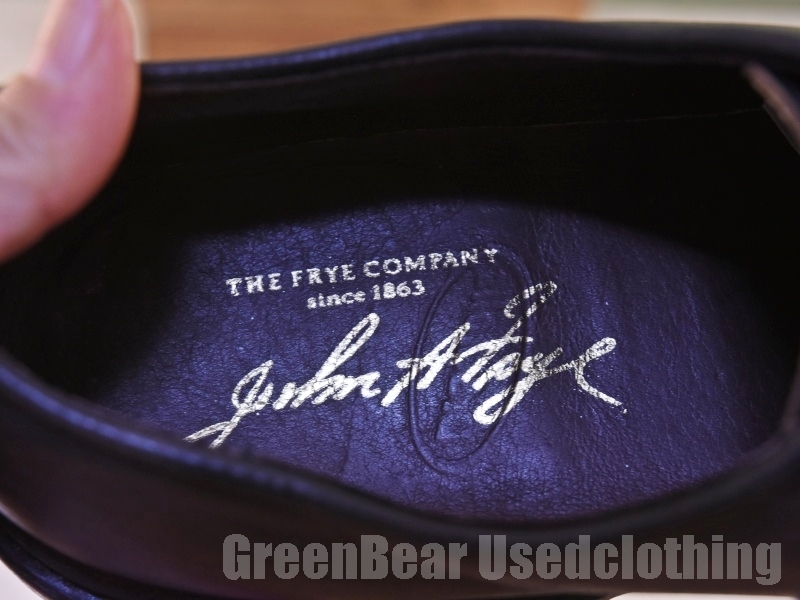 THE FRYE COMPANY
since 1863
John A Frye
GreenBear Usedclothing